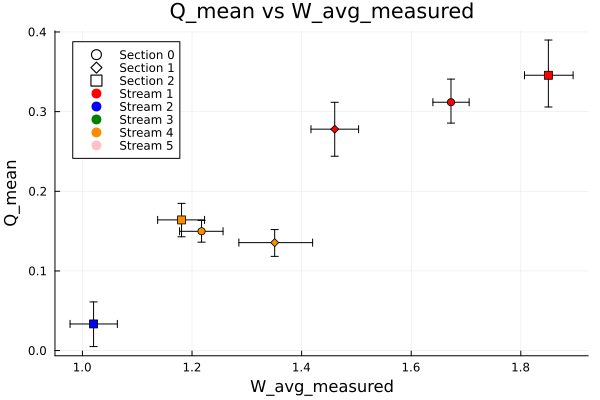 Q_mean vs W_avg_measured
Section 0
Section 1
Section 2
Stream 1
Stream 2
Stream 3
Stream 4
Stream 5
Q_mean
0.4
0.3
0.2
0.1
0.0
1.0 1.2 1.4 1.6 1.8
W_avg_measured